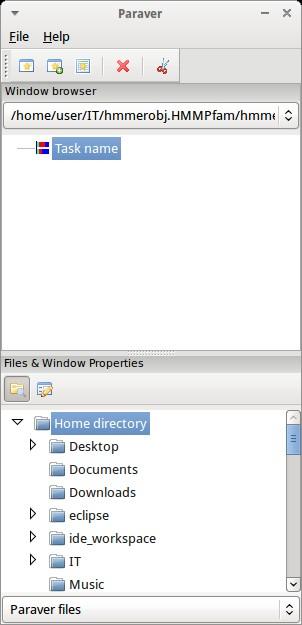 Paraver
File Help
Window browser
/home/user/IT/hmmerobj.HMMPfam/hmme
Task name
Files & Window Properties
Home directory
Desktop
Documents
Downloads
eclipse
ide_workspace
IT
Music
Paraver files